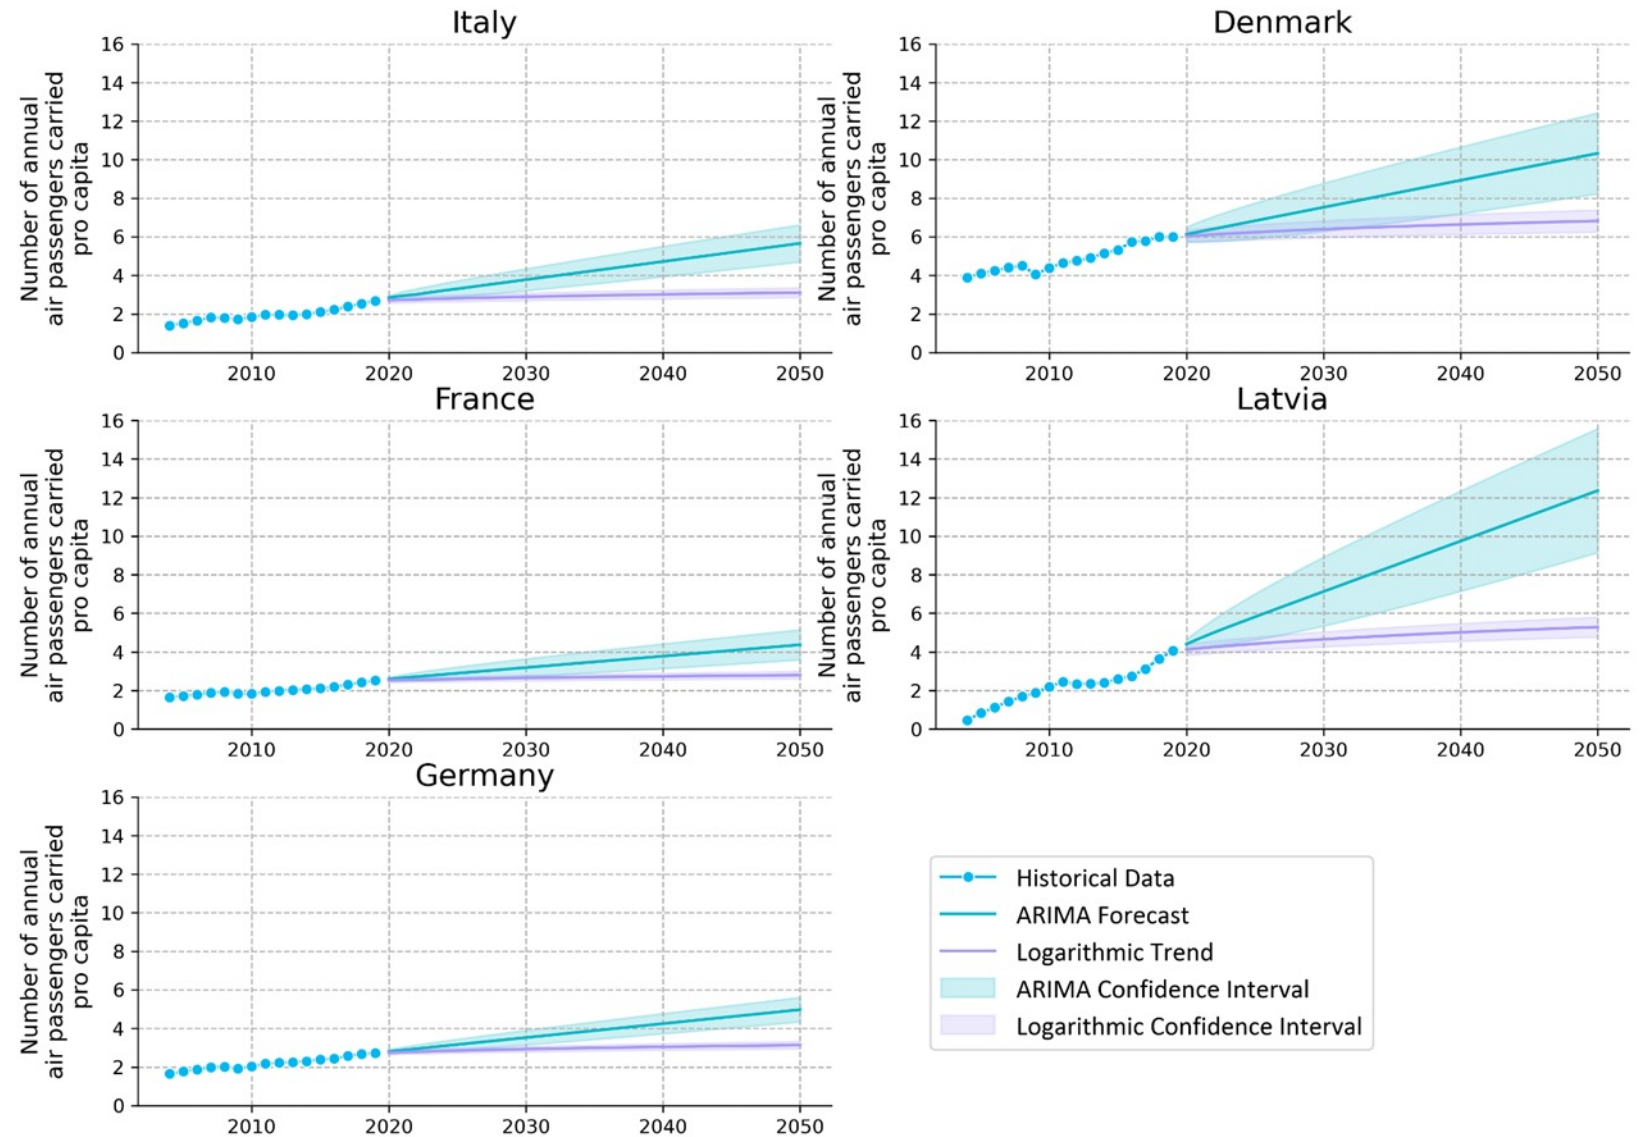 Italy
Number of annual
air passengers carried
pro capita
16
14
12
10
8
6
4
2
0
2010
2020
2030
2040
2050
Denmark
Number of annual
air passengers carried
pro capita
16
14
12
10
8
6
4
2
0
2010
2020
2030
2040
2050
France
Number of annual
air passengers carried
pro capita
16
14
12
10
8
6
4
2
0
2010
2020
2030
2040
2050
Latvia
Number of annual
air passengers carried
pro capita
16
14
12
10
8
6
4
2
0
2010
2020
2030
2040
2050
Germany
Number of annual
air passengers carried
pro capita
16
14
12
10
8
6
4
2
0
2010
2020
2030
2040
2050
Historical Data
ARIMA Forecast
Logarithmic Trend
ARIMA Confidence Interval
Logarithmic Confidence Interval